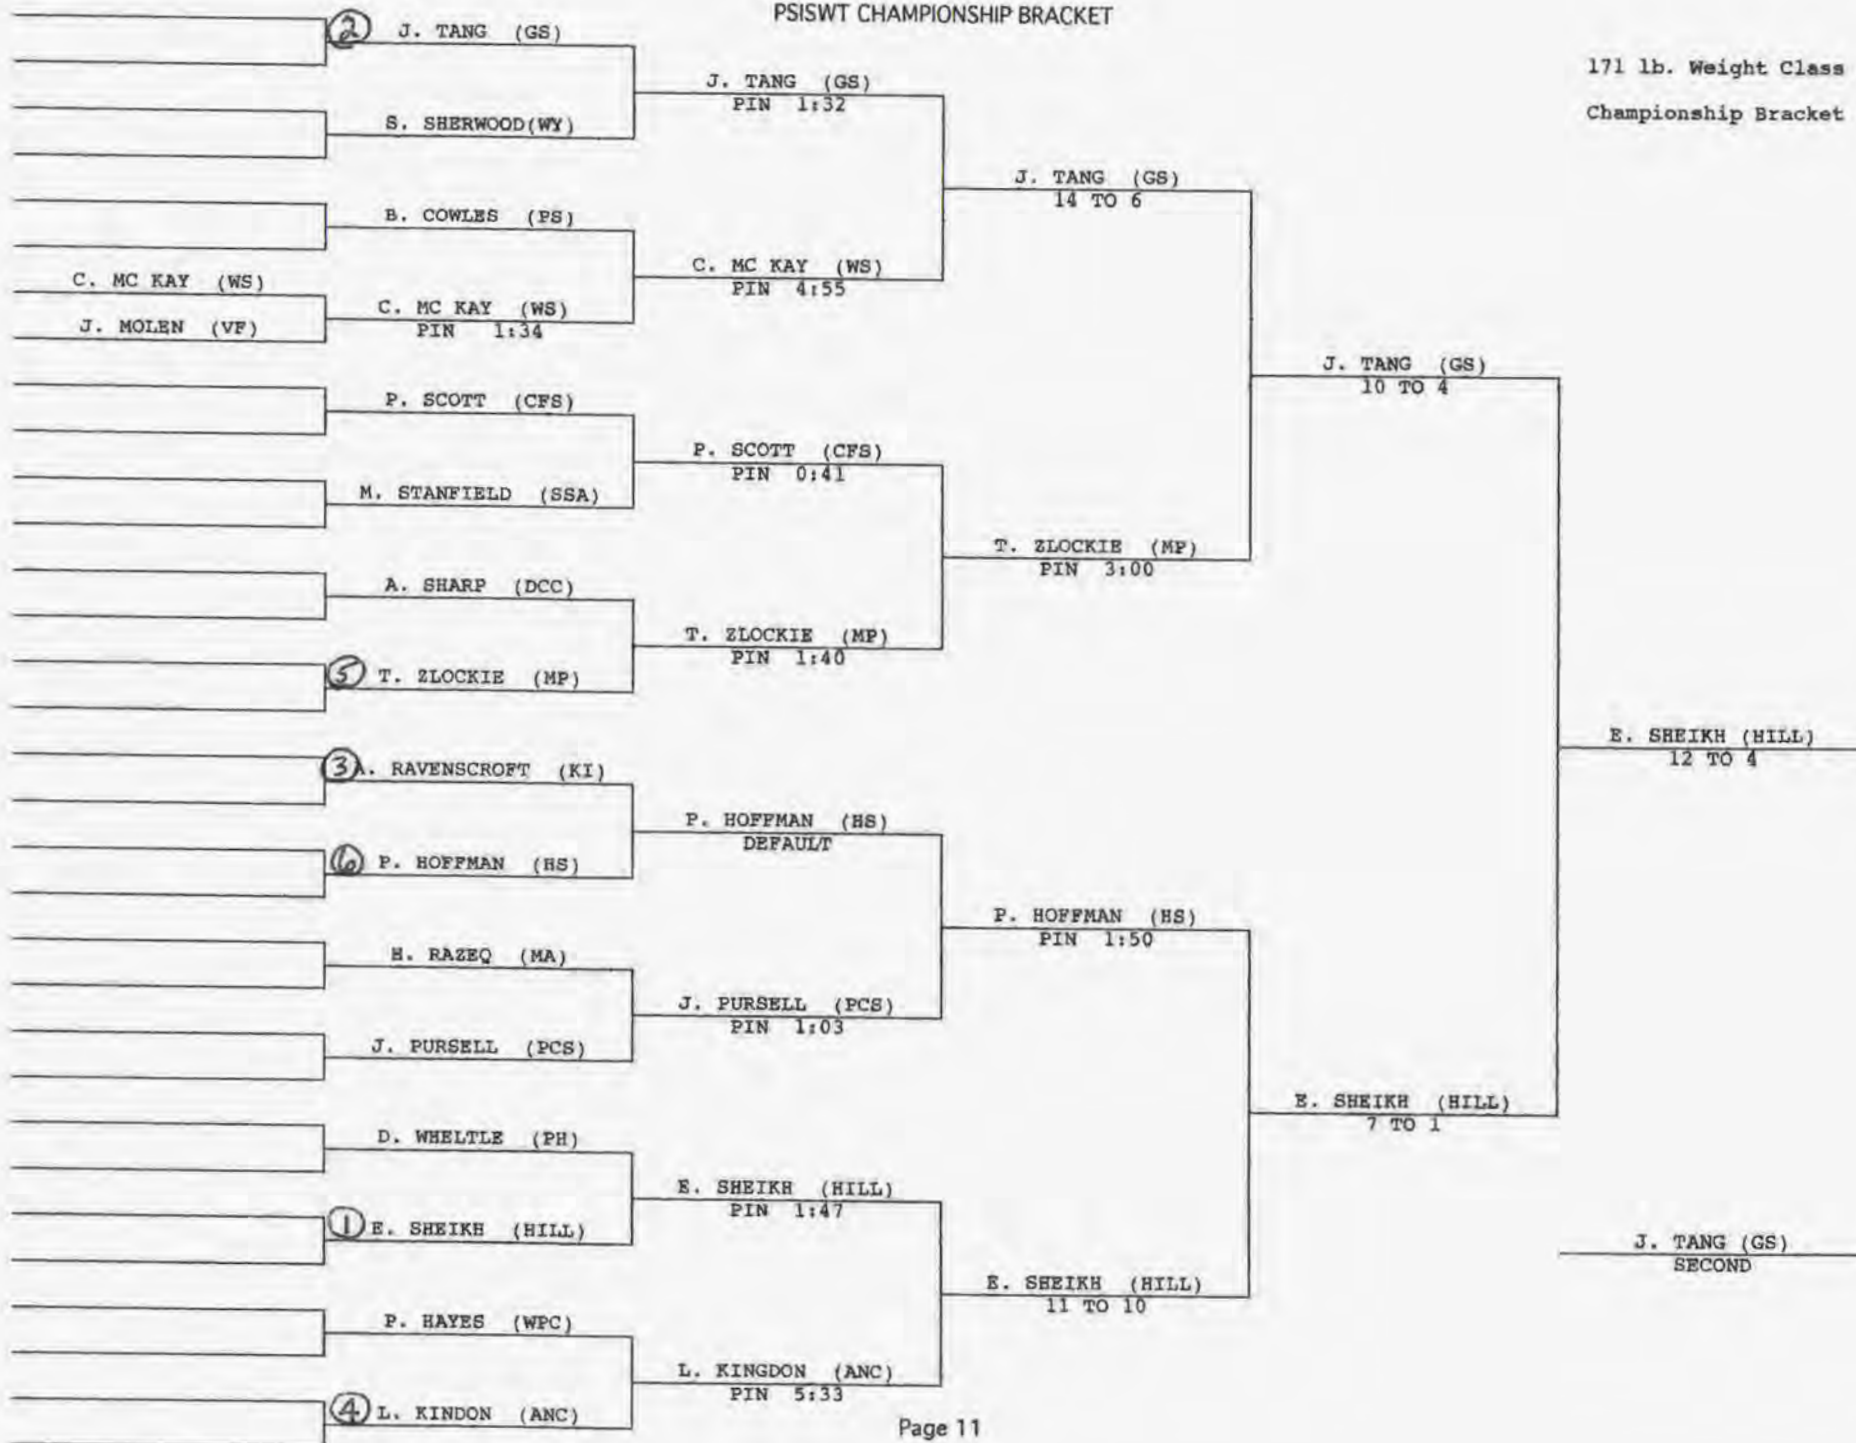 PSISWT CHAMPIONSHIP BRACKET
171 lb. Weight Class
Championship Bracket
C. MC KAY (WS)
J. MOLEN (VF)
② J. TANG (GS)
S. SHERWOOD(WY)
B. COWLES (PS)
C. MC KAY (WS)
PIN 1:34
P. SCOTT (CFS)
M. STANFIELD (SSA)
A. SHARP (DCC)
⑤ T. ZLOCKIE (MP)
③ A. RAVENSCROFT (KI)
⑥ P. HOFFMAN (HS)
H. RAZEQ (MA)
J. PURSELL (PCS)
D. WHELTLE (PH)
① E. SHEIKH (HILL)
P. HAYES (WPC)
④ L. KINDON (ANC)
J. TANG (GS)
PIN 1:32
C. MC KAY (WS)
PIN 4:55
P. SCOTT (CFS)
PIN 0:41
T. ZLOCKIE (MP)
PIN 1:40
P. HOFFMAN (HS)
DEFAULT
J. PURSELL (PCS)
PIN 1:03
E. SHEIKH (HILL)
PIN 1:47
L. KINGDON (ANC)
PIN 5:33
J. TANG (GS)
14 TO 6
T. ZLOCKIE (MP)
PIN 3:00
P. HOFFMAN (HS)
PIN 1:50
E. SHEIKH (HILL)
11 TO 10
J. TANG (GS)
10 TO 4
E. SHEIKH (HILL)
7 TO 1
E. SHEIKH (HILL)
12 TO 4
J. TANG (GS)
SECOND
Page 11